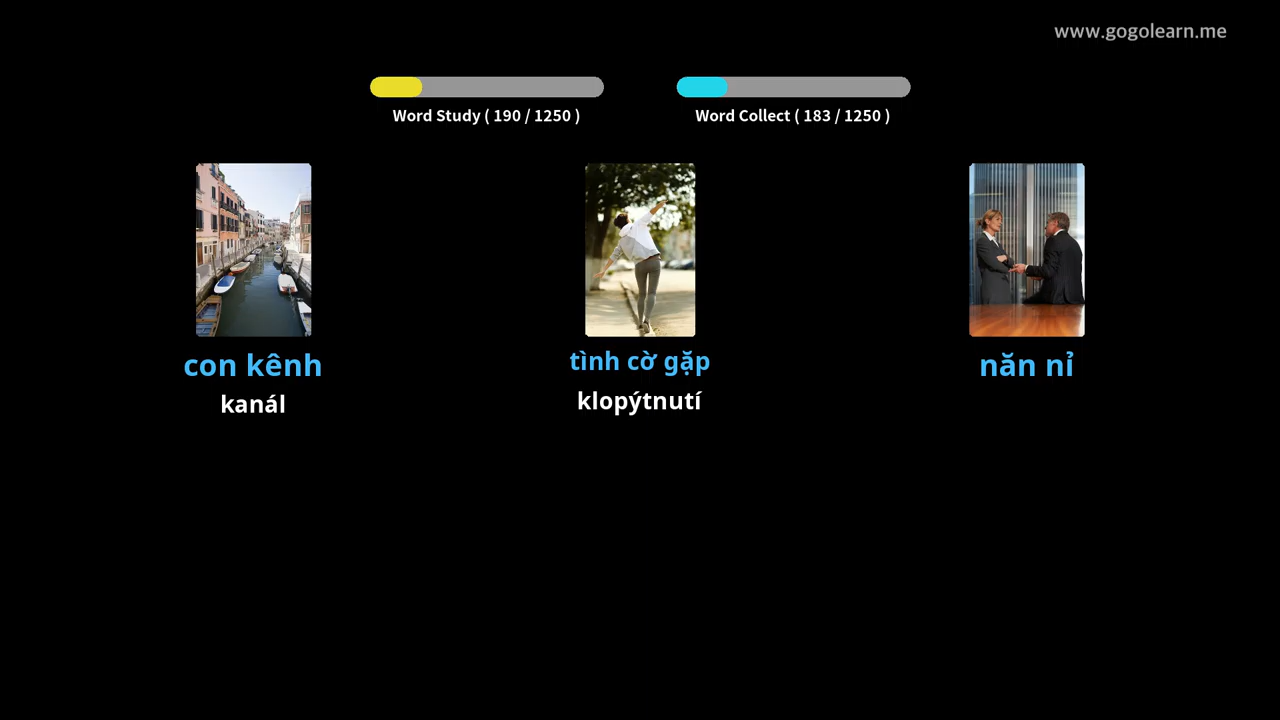 www.gogolearn.me
Word Study ( 190 / 1250 )
Word Collect ( 183 / 1250 )
con kênh
kanál
tình cờ gặp
klopýtnutí
năn nỉ